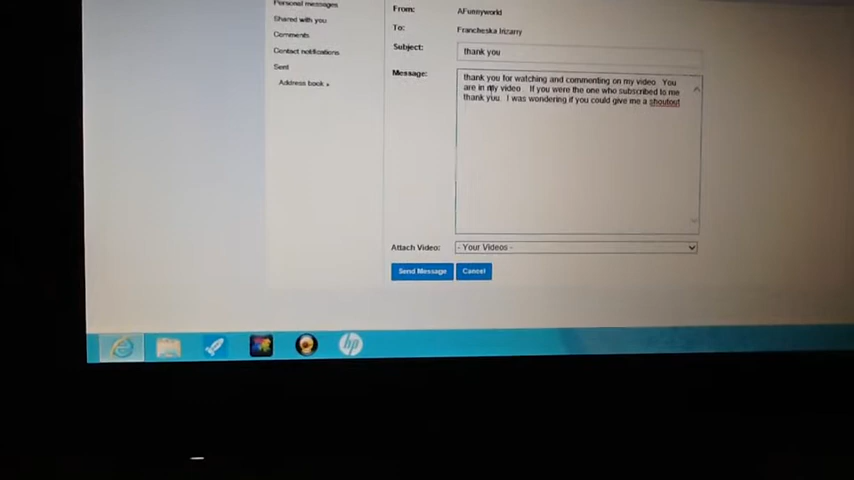 Personal messages
Shared with you
Comments
Contact notifications
Sent
Address book
From: AFunnyworld
To: Francheska Irizarry
Subject: thank you
Message: thank you for watching and commenting on my video You
are in my video If you were the one who subscribed to me
thank you. I was wondering if you could give me a shoutout
Attach Video: - Your Videos -
Send Message Cancel
hp